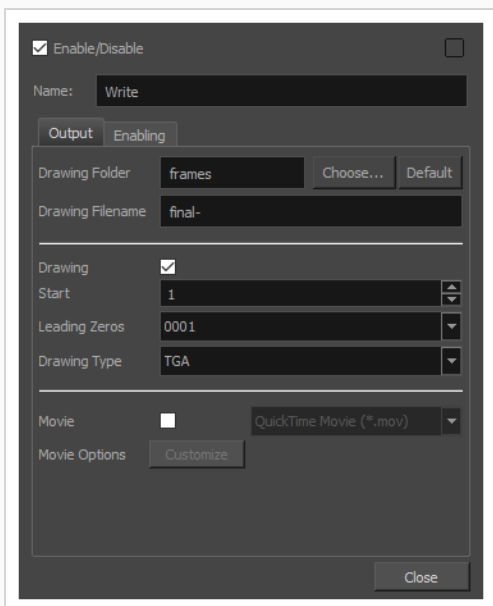 Enable/Disable
Name: Write
Output Enabling
Drawing Folder frames Choose... Default
Drawing Filename final-
Drawing
Start 1
Leading Zeros 0001
Drawing Type TGA
Movie QuickTime Movie (*.mov)
Movie Options Customize
Close